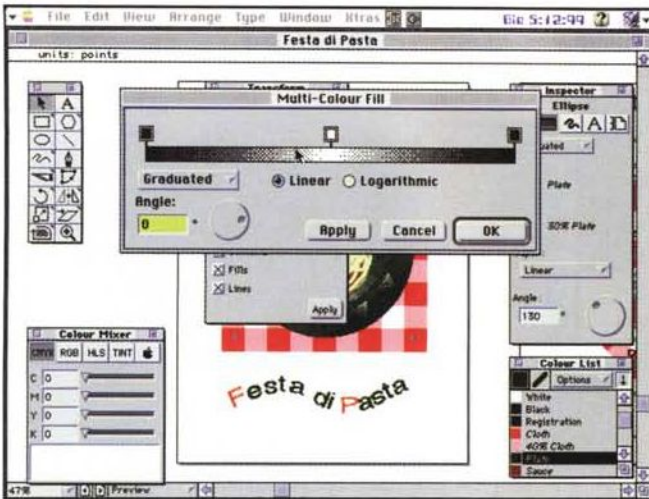 File Edit View Arrange Type Window Xtras
Gio 5:12:99
Festa di Pasta
units: points
Transform
Inspector
Multi-Colour Fill
Ellipse
Graduated
Linear
Logarithmic
Angle:
0
°
Apply
Cancel
OK
Plate
50% Plate
Fills
Lines
Apply
Linear
Angle:
130
°
Colour Mixer
CMYK RGB HLS TINT
C 0
M 0
Y 0
K 0
Festa di Pasta
Colour List
Options
White
Black
Registration
Cloth
40% Cloth
Plate
Sauce
47%
Preview